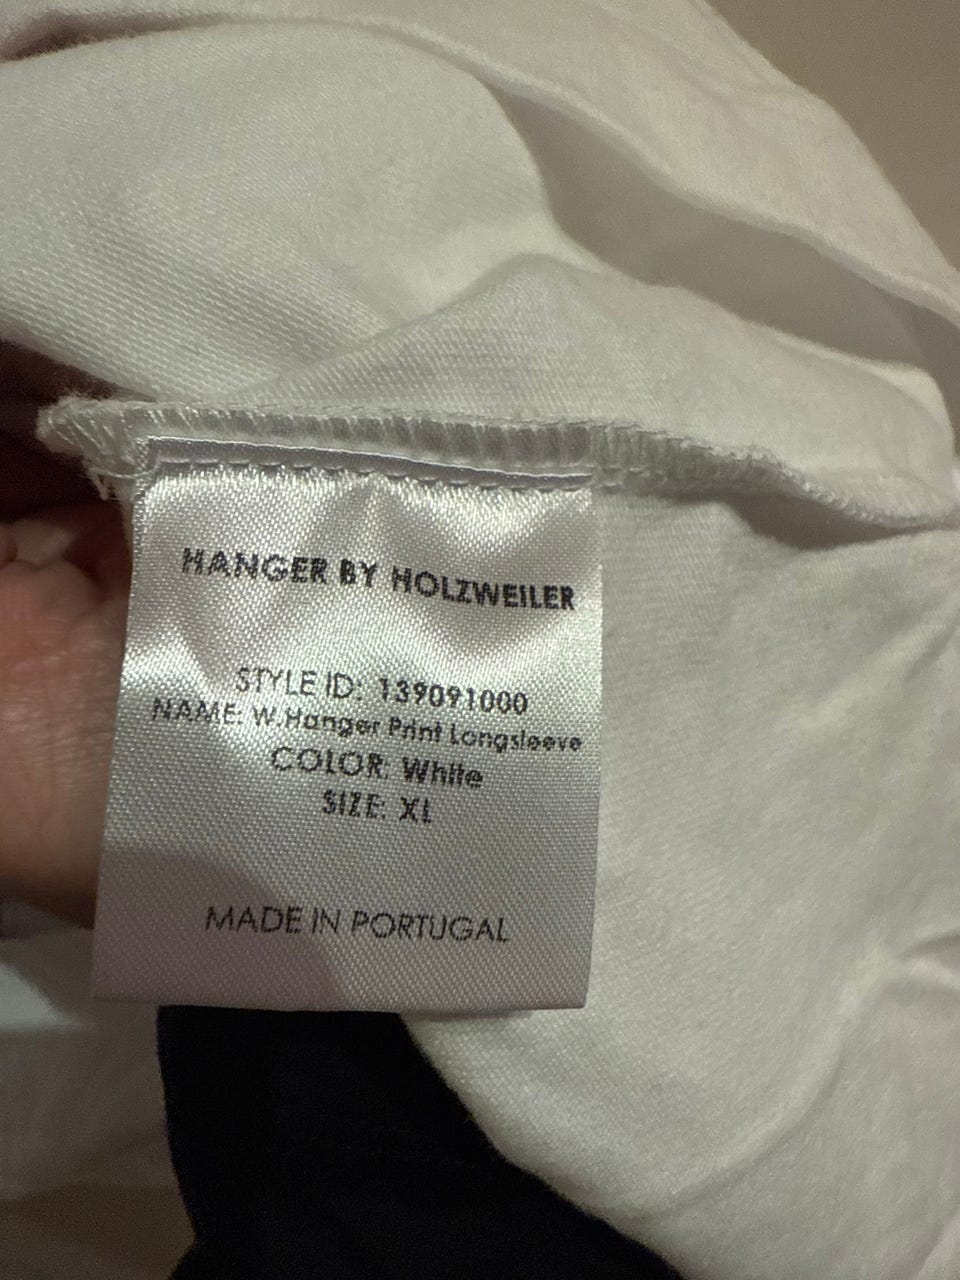 HANGER BY HOLZWEILER
STYLE ID: 139091000
NAME: W.Hanger Print Longsleeve
COLOR: White
SIZE: XL
MADE IN PORTUGAL